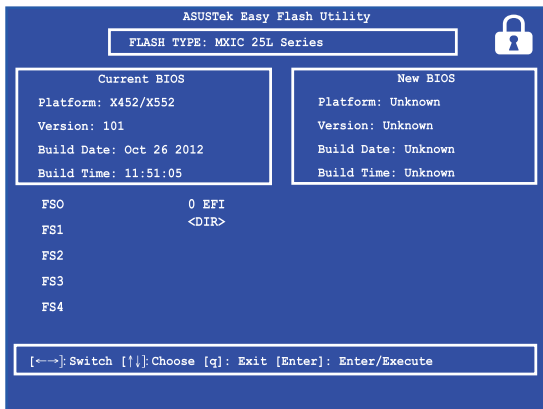 ASUSTek Easy Flash Utility
FLASH TYPE: MXIC 25L Series
Current BIOS
Platform: X452/X552
Version: 101
Build Date: Oct 26 2012
Build Time: 11:51:05
New BIOS
Platform: Unknown
Version: Unknown
Build Date: Unknown
Build Time: Unknown
FSO 0 EFI
FS1 <DIR>
FS2
FS3
FS4
[←→]: Switch [↑↓]: Choose [q]: Exit [Enter]: Enter/Execute